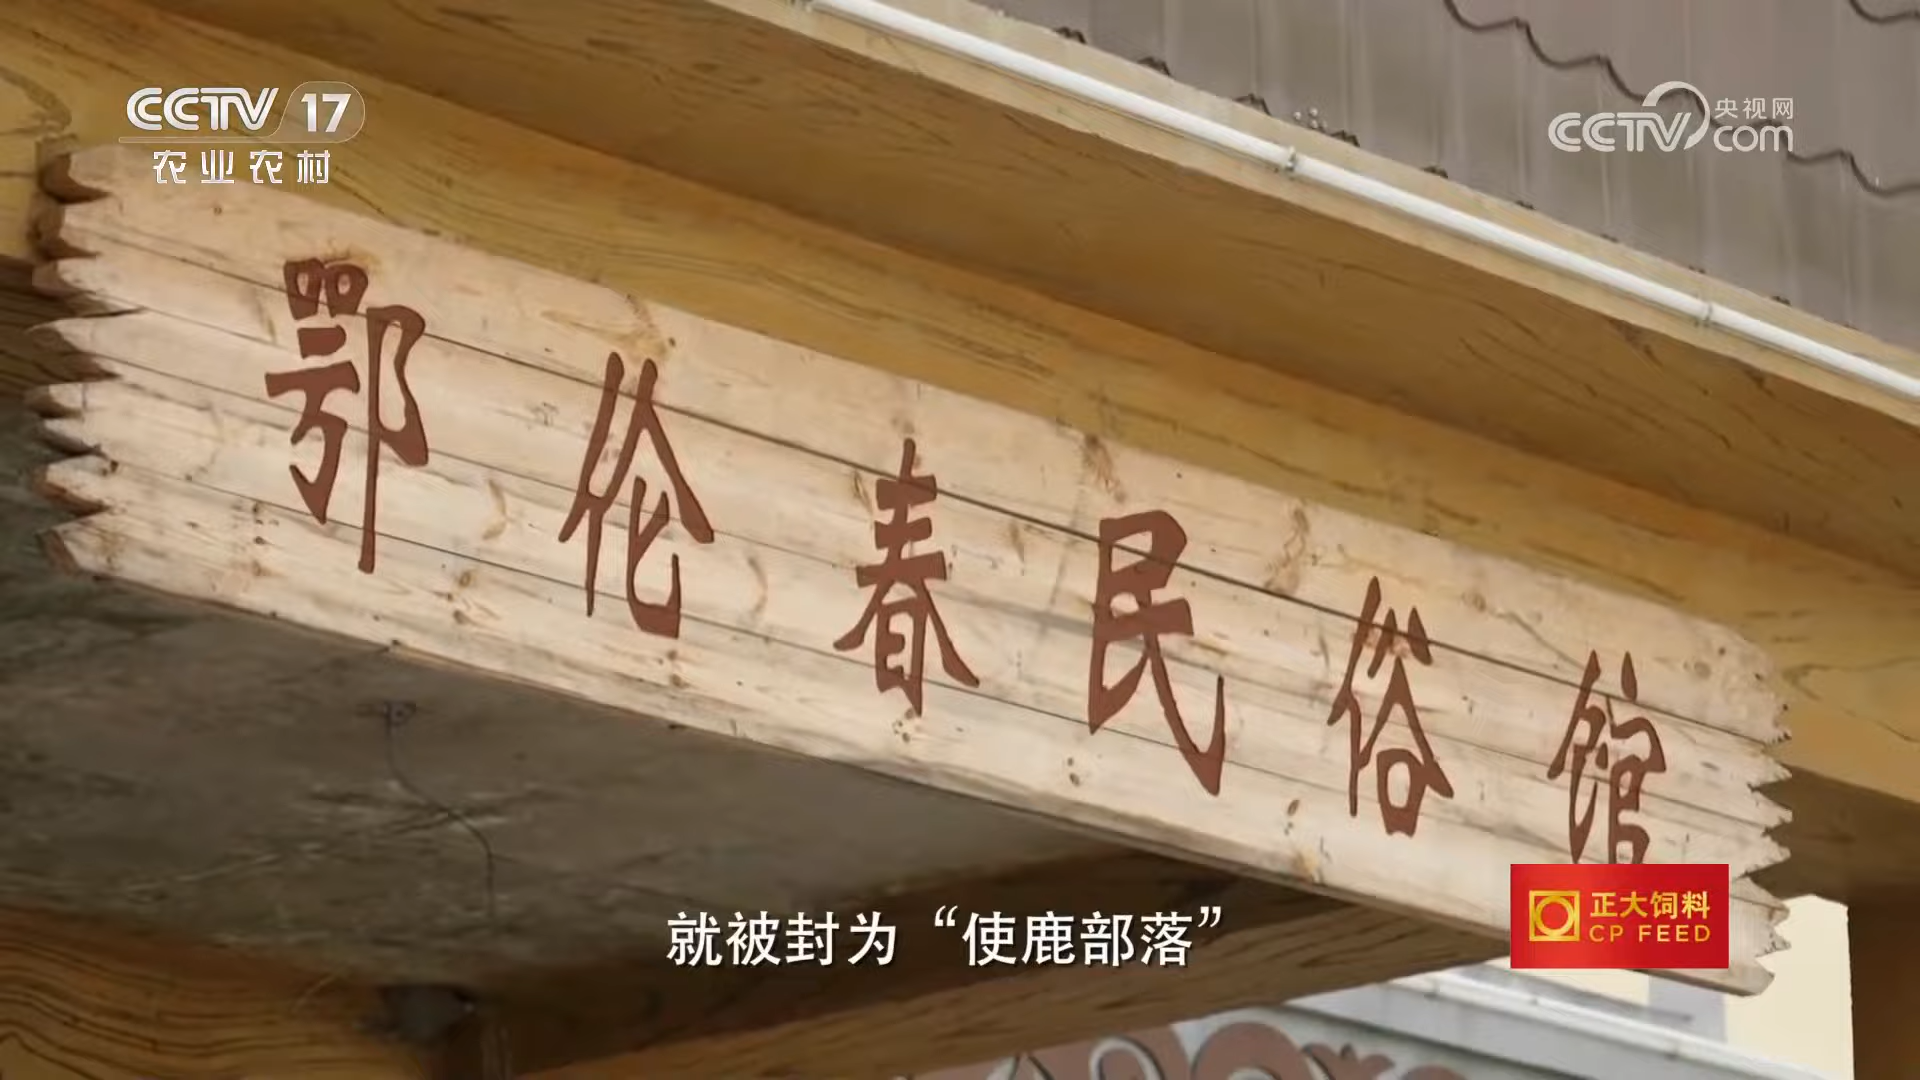 CCTV 17
农业农村
央视网
CCTV.com
鄂伦春民俗馆
正大饲料
CP FEED
就被封为“使鹿部落”